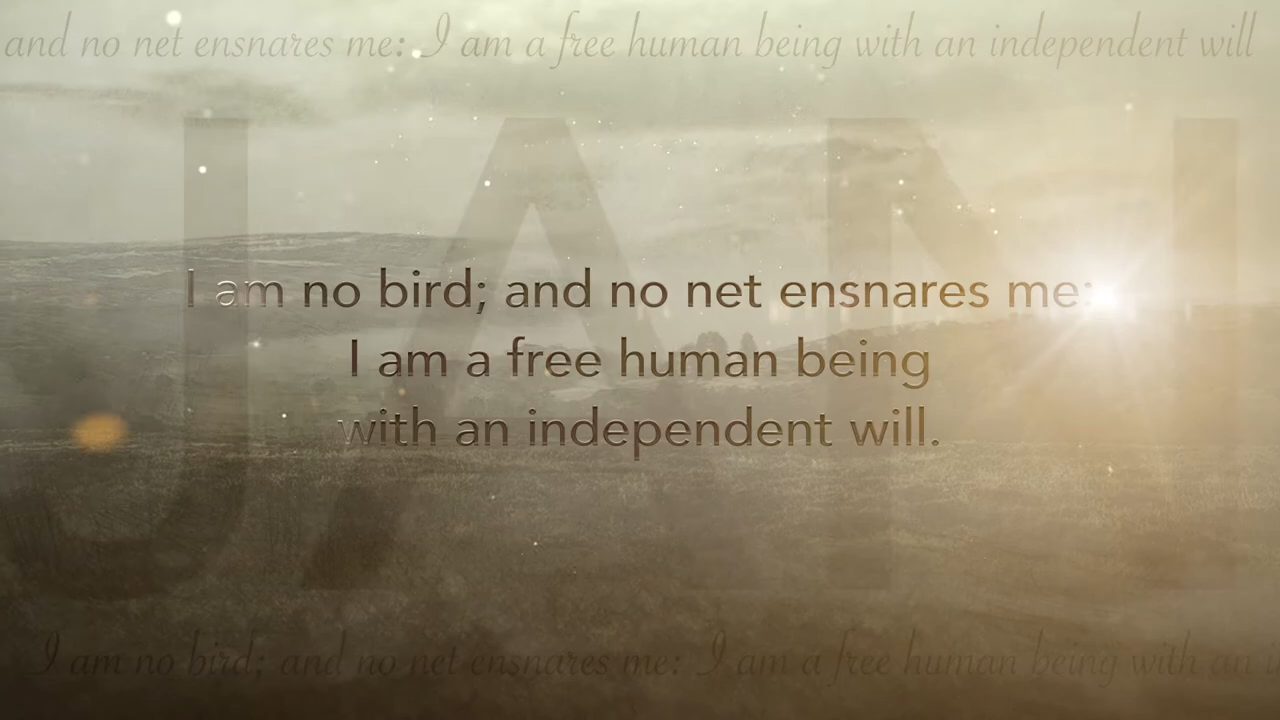 and no net ensnares me: I am a free human being with an independent will
JAN
I am no bird; and no net ensnares me:
I am a free human being
with an independent will.
I am no bird; and no net ensnares me: I am a free human being with an